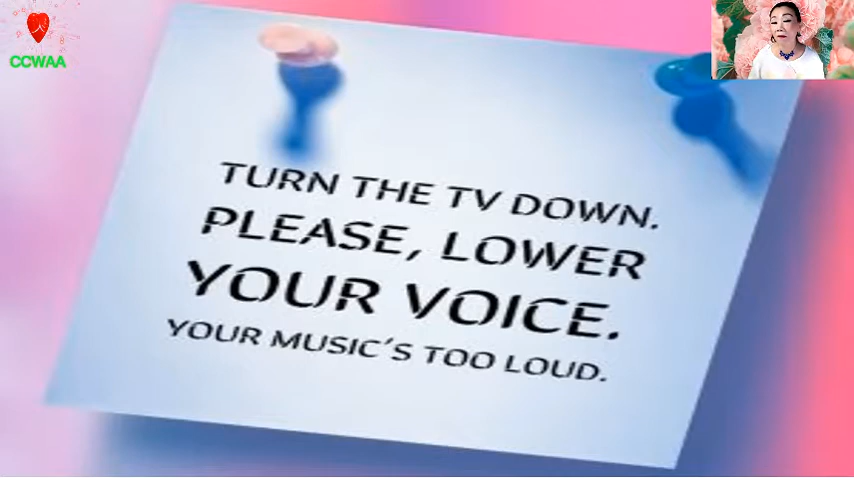 CCWAA
TURN THE TV DOWN.
PLEASE, LOWER
YOUR VOICE.
YOUR MUSIC'S TOO LOUD.